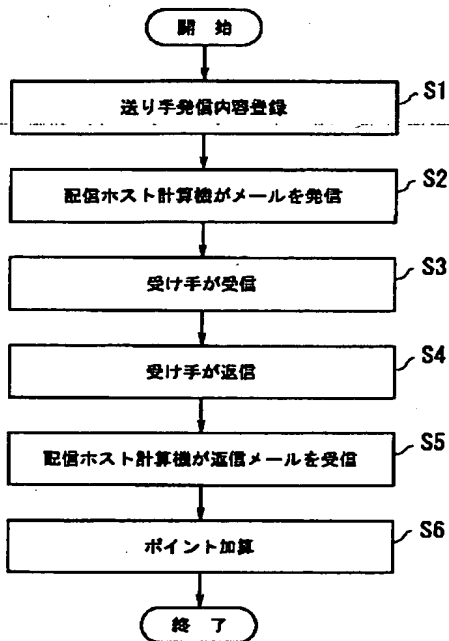 開 始
送り手発信内容登録
S1
配信ホスト計算機がメールを発信
S2
受け手が受信
S3
受け手が返信
S4
配信ホスト計算機が返信メールを受信
S5
ポイント加算
S6
終 了